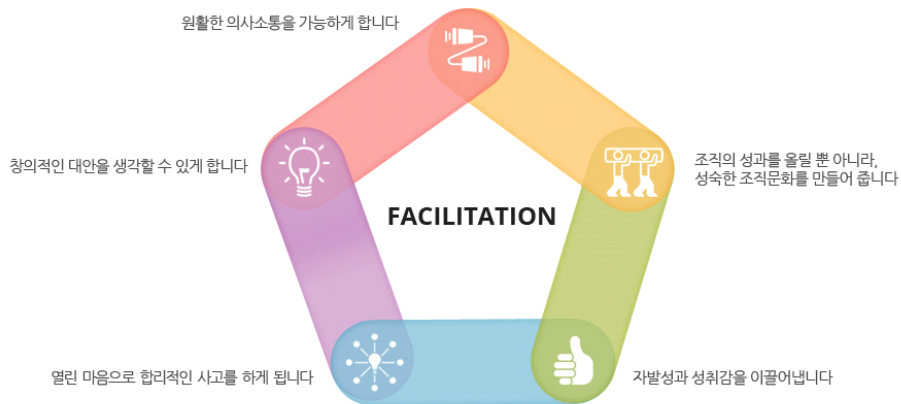 원활한 의사소통을 가능하게 합니다
창의적인 대안을 생각할 수 있게 합니다
조직의 성과를 올릴 뿐 아니라,
성숙한 조직문화를 만들어 줍니다
FACILITATION
열린 마음으로 합리적인 사고를 하게 됩니다
자발성과 성취감을 이끌어냅니다